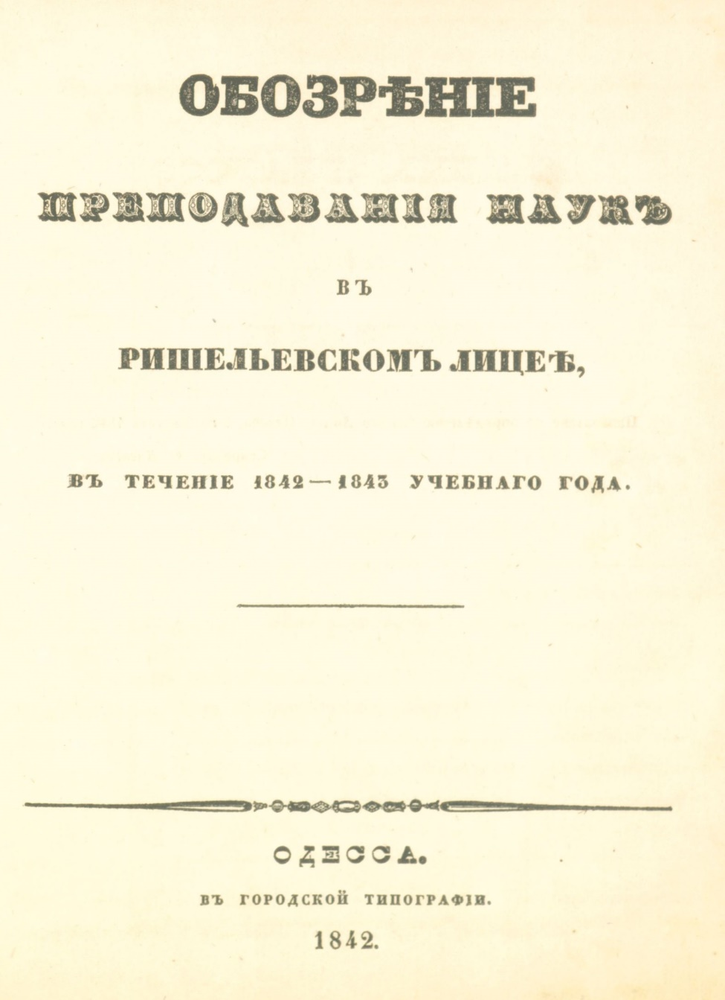 ОБОЗРѢНІЕ
ПРЕПОДАВАНІЯ НАУКЪ
ВЪ
РИШЕЛЬЕВСКОМЪ ЛИЦЕѢ,
ВЪ ТЕЧЕНІЕ 1842—1843 УЧЕБНАГО ГОДА.
ОДЕССА.
ВЪ ГОРОДСКОЙ ТИПОГРАФІИ.
1842.